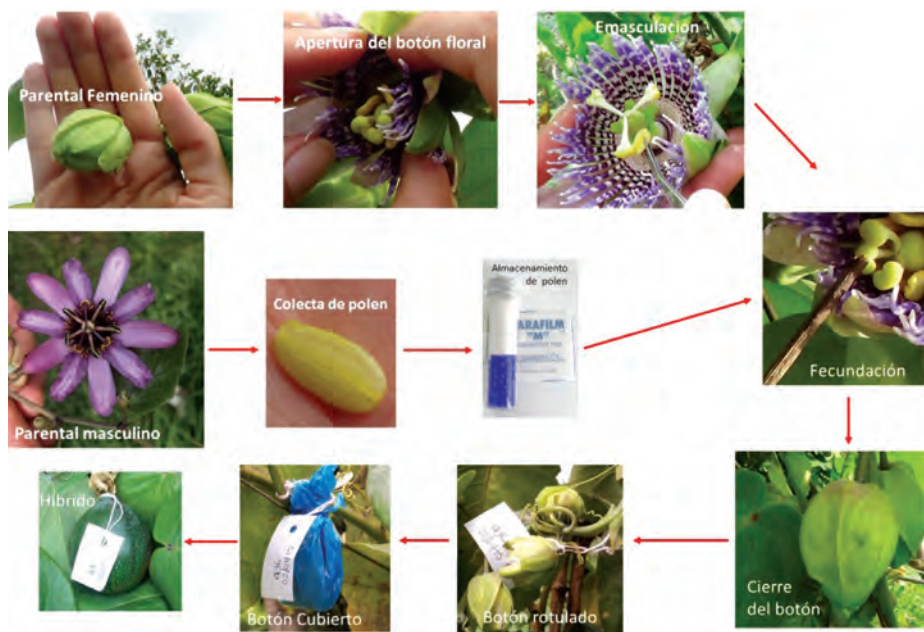 Parental Femenino
Apertura del botón floral
Emasculación
Parental masculino
Colecta de polen
Almacenamiento
de polen
PARAFILM
"M"
Fecundación
Híbrido
Botón Cubierto
Botón rotulado
Cierre
del botón